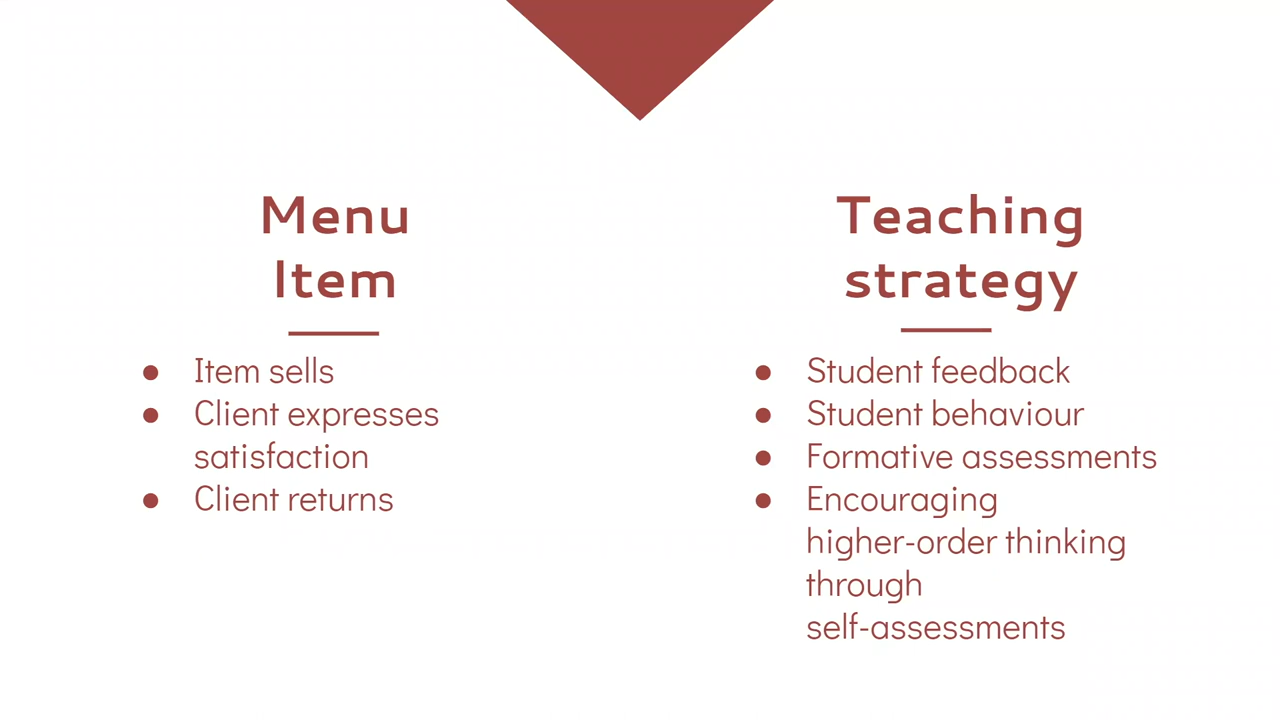 Menu
Item
● Item sells
● Client expresses
satisfaction
● Client returns
Teaching
strategy
● Student feedback
● Student behaviour
● Formative assessments
● Encouraging
higher-order thinking
through
self-assessments